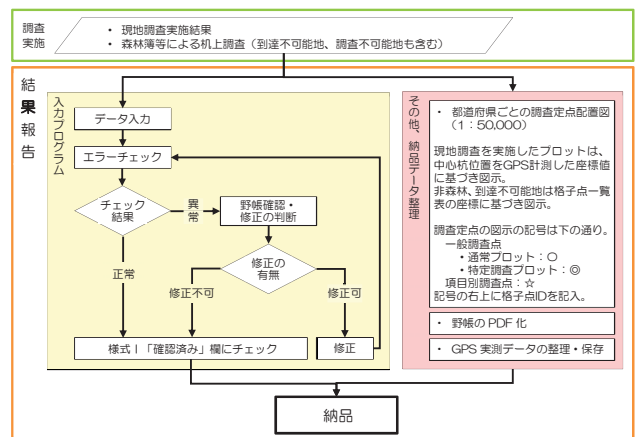 調査
実施
・ 現地調査実施結果
・ 森林簿等による机上調査（到達不可能地、調査不可能地も含む）
結
果
報
告
入力プログラム
データ入力
エラーチェック
チェック
結果
異
常
野帳確認・
修正の判断
修正の
有無
正常
修正不可
修正可
様式Ⅰ「確認済み」欄にチェック
修正
その他、納品データ整理
・ 都道府県ごとの調査定点配置図
（1：50,000）
現地調査を実施したプロットは、
中心杭位置をGPS計測した座標値
に基づき図示。
非森林、到達不可能地は格子点一覧
表の座標に基づき図示。
調査定点の図示の記号は下の通り。
一般調査点
・通常プロット：○
・特定調査プロット：◎
項目別調査点：☆
記号の右上に格子点IDを記入。
・ 野帳の PDF 化
・ GPS 実測データの整理・保存
納品